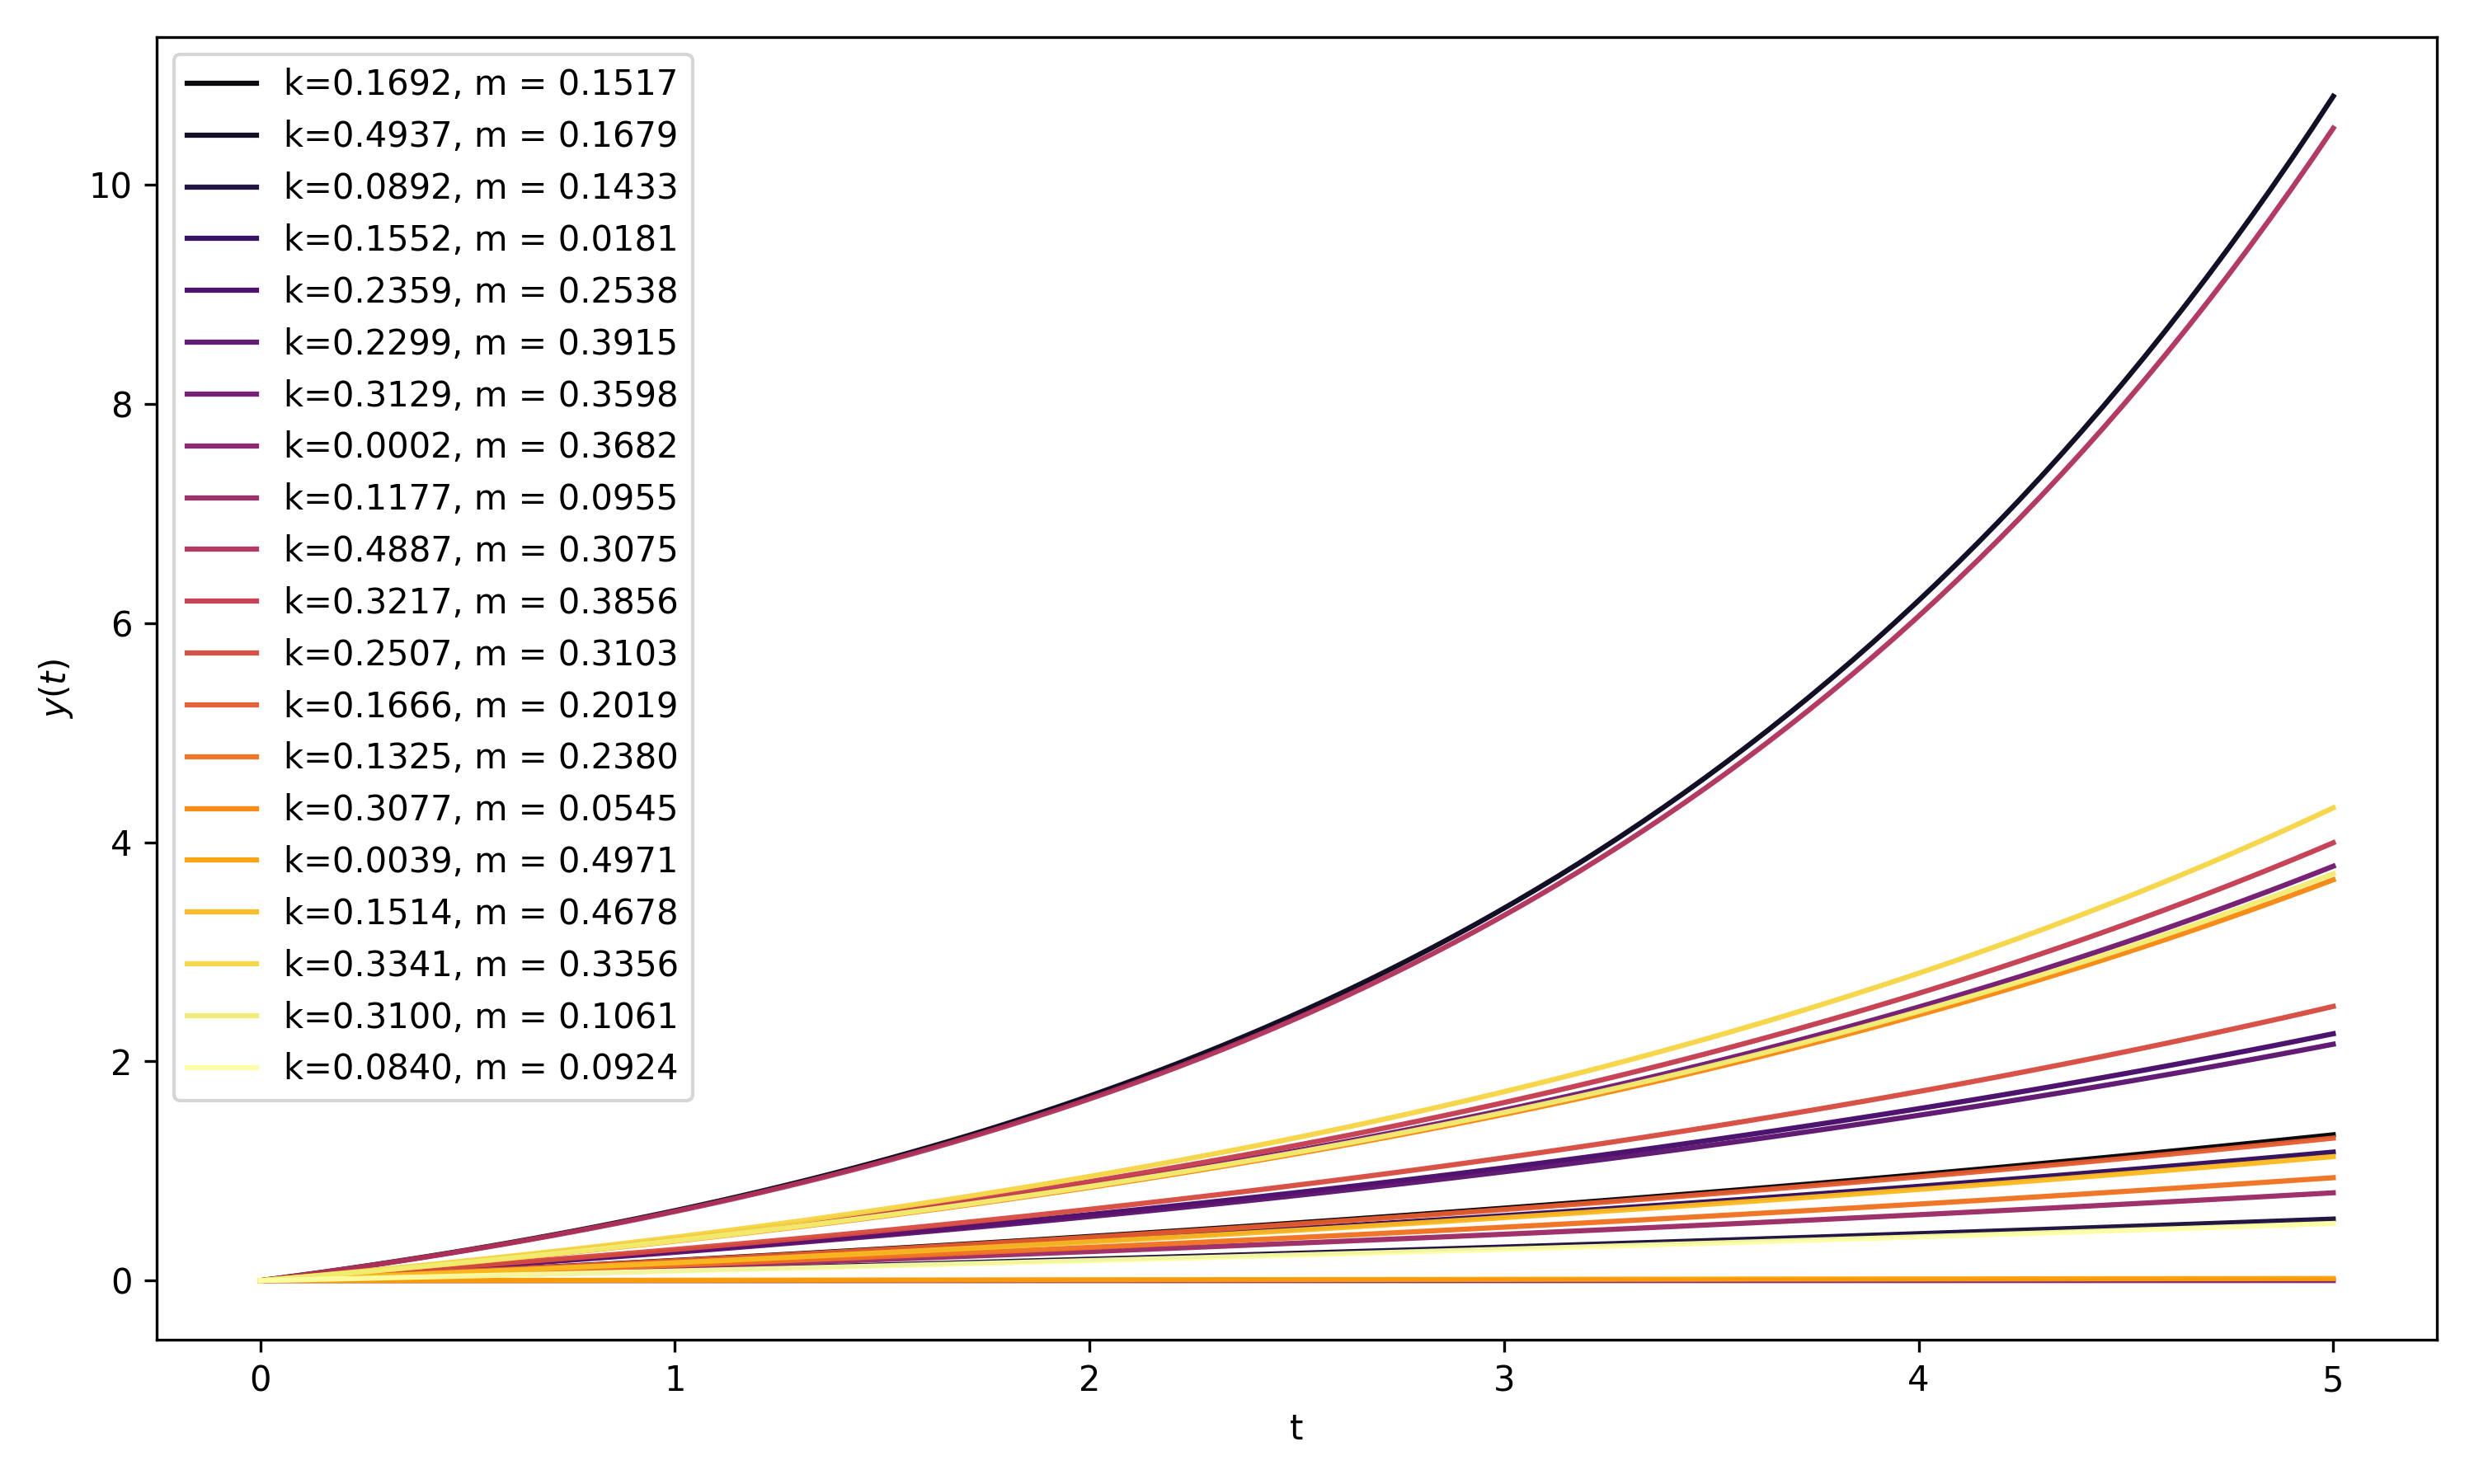 k=0.1692, m = 0.1517
k=0.4937, m = 0.1679
k=0.0892, m = 0.1433
k=0.1552, m = 0.0181
k=0.2359, m = 0.2538
k=0.2299, m = 0.3915
k=0.3129, m = 0.3598
k=0.0002, m = 0.3682
k=0.1177, m = 0.0955
k=0.4887, m = 0.3075
k=0.3217, m = 0.3856
k=0.2507, m = 0.3103
k=0.1666, m = 0.2019
k=0.1325, m = 0.2380
k=0.3077, m = 0.0545
k=0.0039, m = 0.4971
k=0.1514, m = 0.4678
k=0.3341, m = 0.3356
k=0.3100, m = 0.1061
k=0.0840, m = 0.0924
10
8
6
4
2
0
y(t)
0 1 2 3 4 5
t